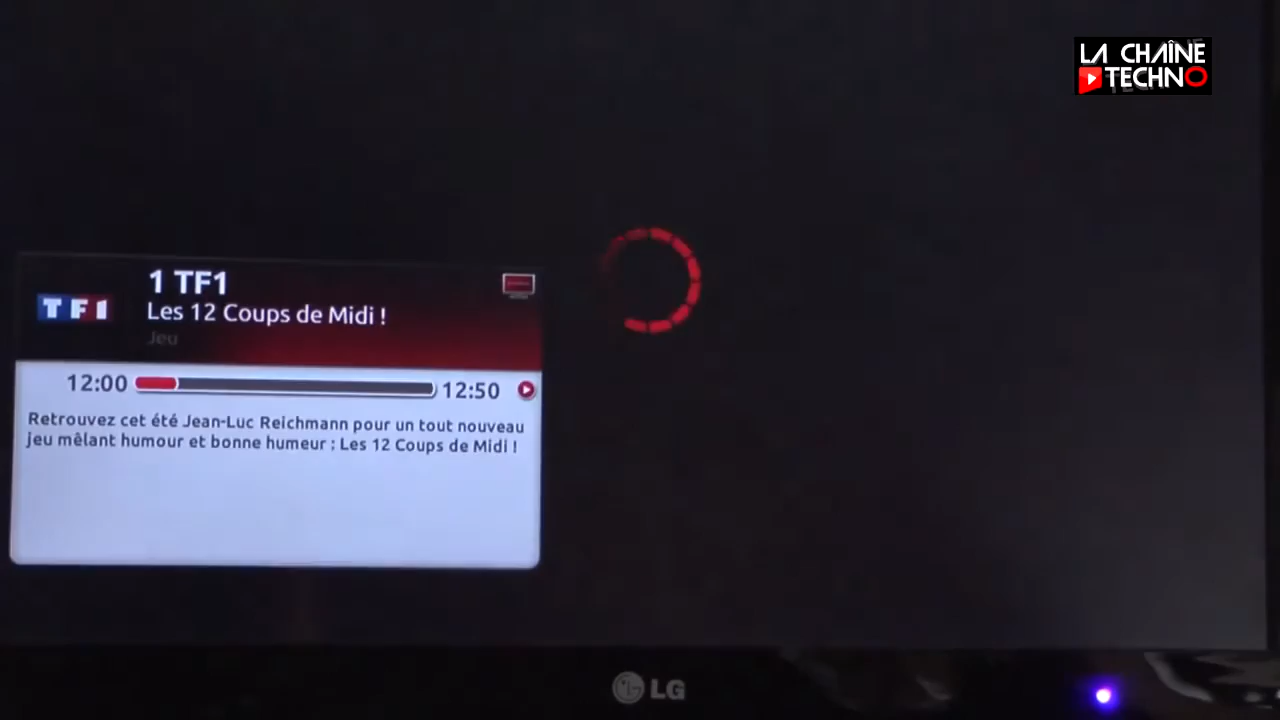 LA CHAÎNE
TECHNO
1 TF1
TF1
Les 12 Coups de Midi !
Jeu
12:00
12:50
Retrouvez cet été Jean-Luc Reichmann pour un tout nouveau
jeu mêlant humour et bonne humeur : Les 12 Coups de Midi !
LG